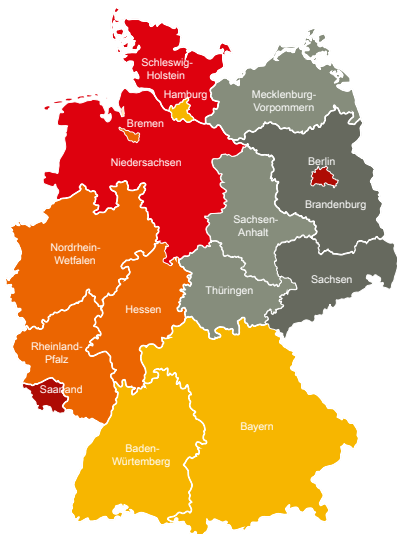 Schleswig-
Holstein
Hamburg
Mecklenburg-
Vorpommern
Bremen
Niedersachsen
Berlin
Brandenburg
Sachsen-
Anhalt
Nordrhein-
Wetfalen
Sachsen
Thüringen
Hessen
Rheinland-
Pfalz
Saarland
Bayern
Baden-
Würtemberg